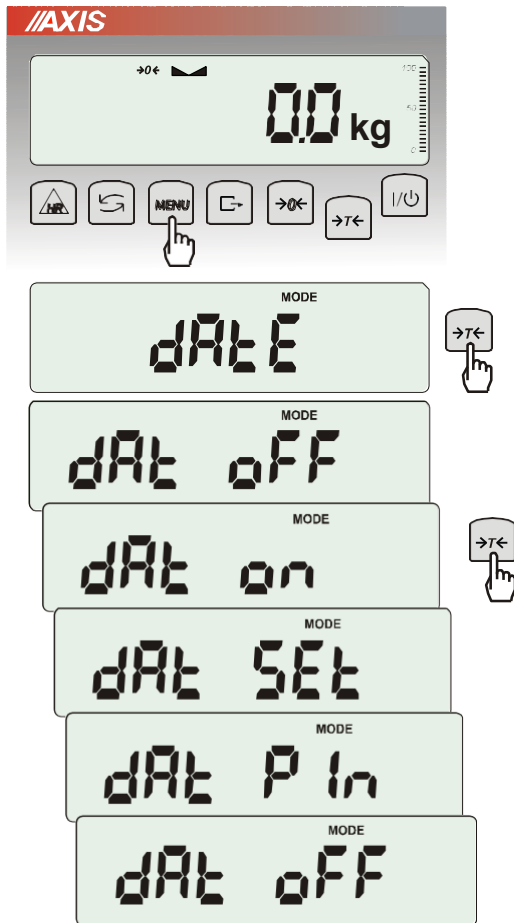 //AXIS
→0←
100
50
0
0.0 kg
HR MENU →0← →T← I/⏻
MODE
dAtE
→T←
MODE
dAt oFF
MODE
dAt on
→T←
MODE
dAt SEt
MODE
dAt PIn
MODE
dAt oFF